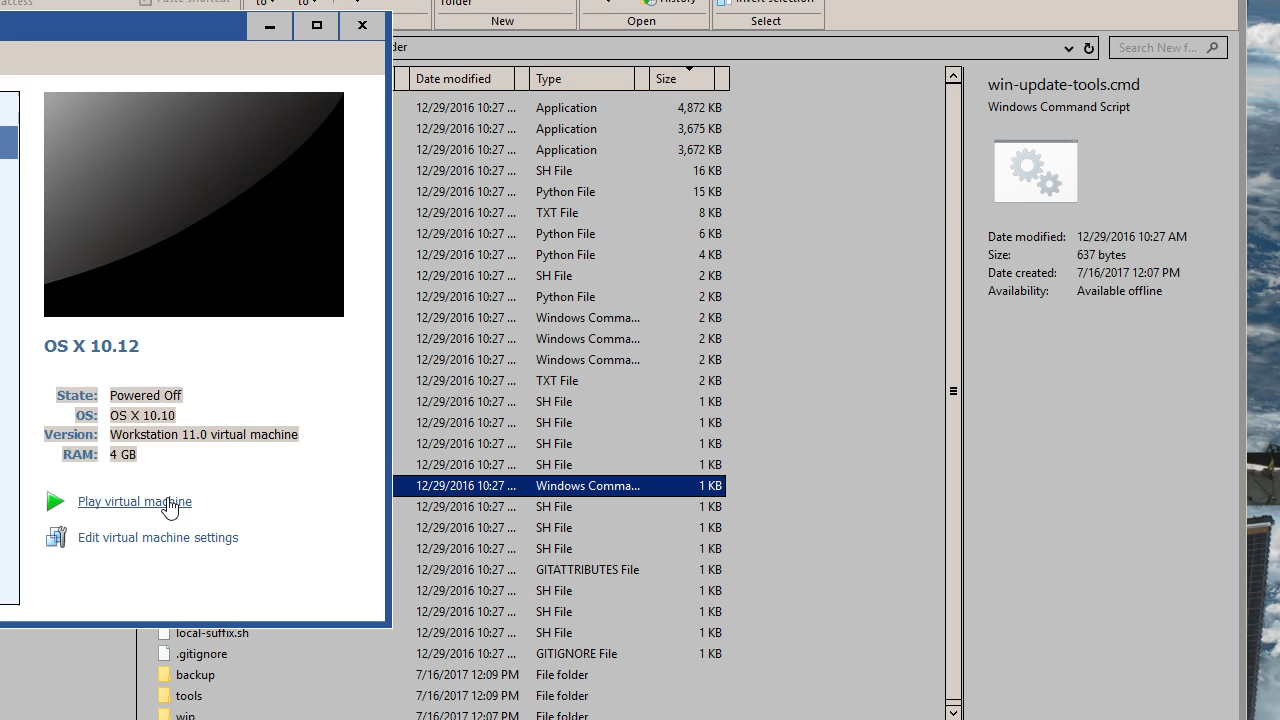 access
Paste shortcut
to
to
folder
History
Invert selection
New
Open
Select
der
Search New f...
Date modified
Type
Size
12/29/2016 10:27 ... Application 4,872 KB
12/29/2016 10:27 ... Application 3,675 KB
12/29/2016 10:27 ... Application 3,672 KB
12/29/2016 10:27 ... SH File 16 KB
12/29/2016 10:27 ... Python File 15 KB
12/29/2016 10:27 ... TXT File 8 KB
12/29/2016 10:27 ... Python File 6 KB
12/29/2016 10:27 ... Python File 4 KB
12/29/2016 10:27 ... SH File 2 KB
12/29/2016 10:27 ... Python File 2 KB
12/29/2016 10:27 ... Windows Comma... 2 KB
12/29/2016 10:27 ... Windows Comma... 2 KB
12/29/2016 10:27 ... Windows Comma... 2 KB
12/29/2016 10:27 ... TXT File 2 KB
12/29/2016 10:27 ... SH File 1 KB
12/29/2016 10:27 ... SH File 1 KB
12/29/2016 10:27 ... SH File 1 KB
12/29/2016 10:27 ... SH File 1 KB
12/29/2016 10:27 ... Windows Comma... 1 KB
12/29/2016 10:27 ... SH File 1 KB
12/29/2016 10:27 ... SH File 1 KB
12/29/2016 10:27 ... SH File 1 KB
12/29/2016 10:27 ... GITATTRIBUTES File 1 KB
12/29/2016 10:27 ... SH File 1 KB
12/29/2016 10:27 ... SH File 1 KB
local-suffix.sh 12/29/2016 10:27 ... SH File 1 KB
.gitignore 12/29/2016 10:27 ... GITIGNORE File 1 KB
backup 7/16/2017 12:09 PM File folder
tools 7/16/2017 12:09 PM File folder
wip 7/16/2017 12:07 PM File folder
OS X 10.12
State: Powered Off
OS: OS X 10.10
Version: Workstation 11.0 virtual machine
RAM: 4 GB
Play virtual machine
Edit virtual machine settings
win-update-tools.cmd
Windows Command Script
Date modified: 12/29/2016 10:27 AM
Size: 637 bytes
Date created: 7/16/2017 12:07 PM
Availability: Available offline